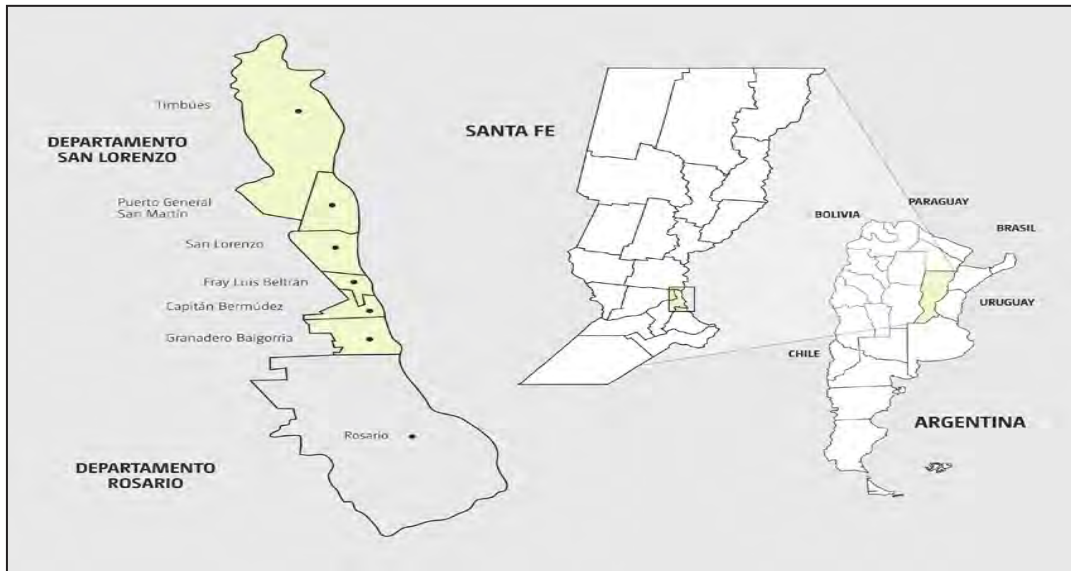 Timbúes
DEPARTAMENTO
SAN LORENZO
Puerto General
San Martín
San Lorenzo
Fray Luis Beltrán
Capitán Bermúdez
Granadero Baigorria
Rosario
DEPARTAMENTO
ROSARIO
SANTA FE
PARAGUAY
BOLIVIA
BRASIL
URUGUAY
CHILE
ARGENTINA